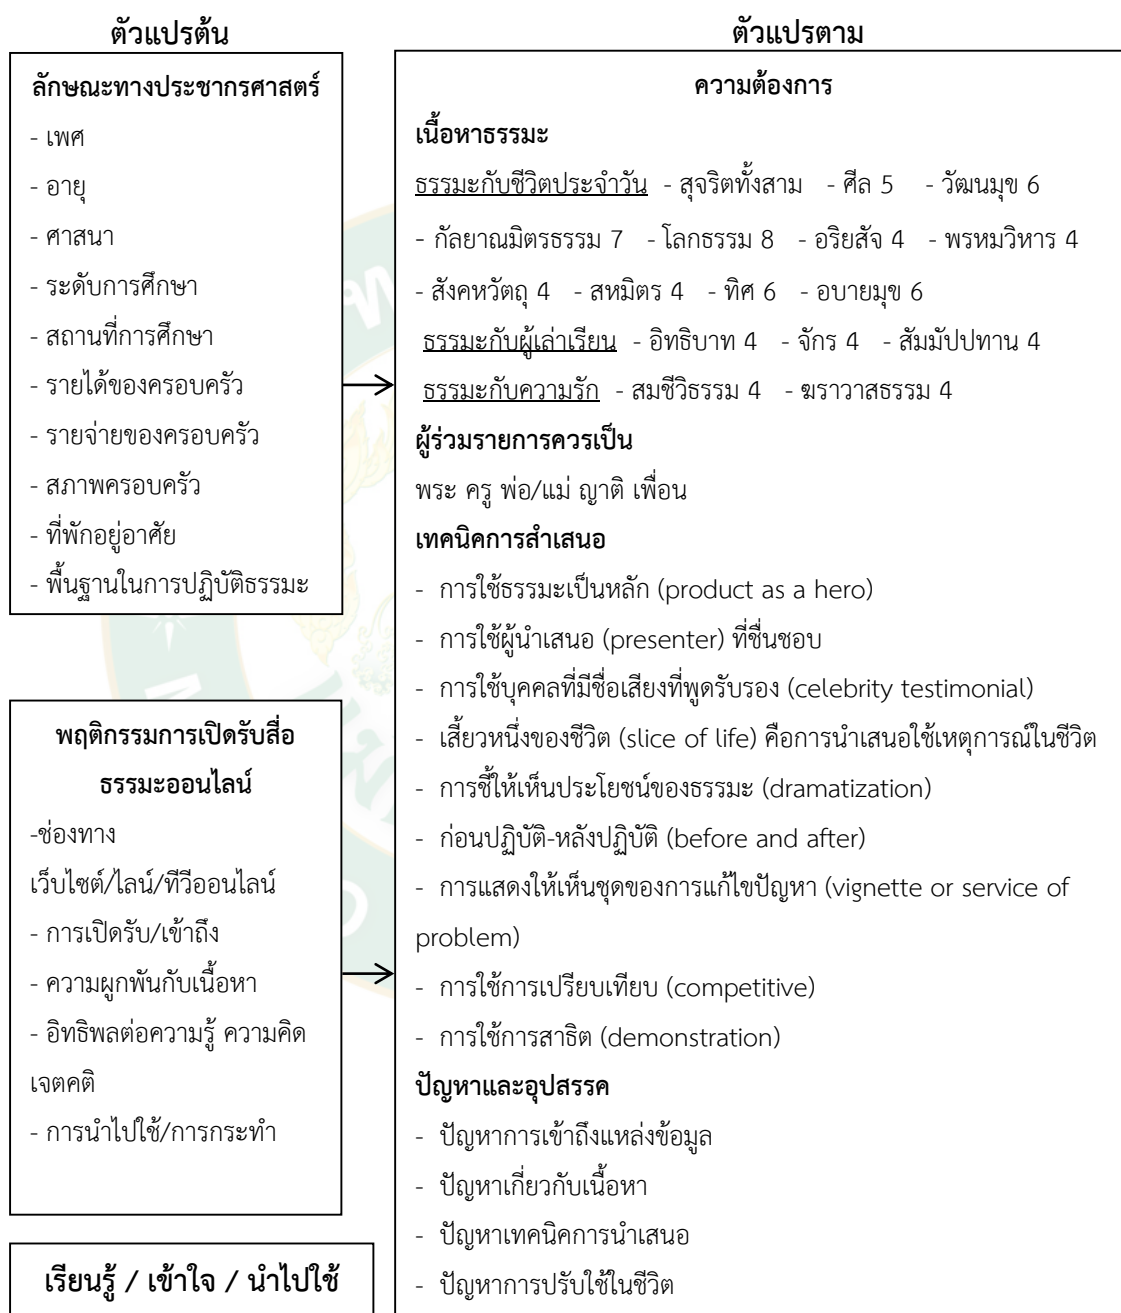 ตัวแปรต้น
ลักษณะทางประชากรศาสตร์
- เพศ
- อายุ
- ศาสนา
- ระดับการศึกษา
- สถานที่การศึกษา
- รายได้ของครอบครัว
- รายจ่ายของครอบครัว
- สภาพครอบครัว
- ที่พักอยู่อาศัย
- พื้นฐานในการปฏิบัติธรรมะ
พฤติกรรมการเปิดรับสื่อ
ธรรมะออนไลน์
-ช่องทาง
เว็บไซต์/ไลน์/ทีวีออนไลน์
- การเปิดรับ/เข้าถึง
- ความผูกพันกับเนื้อหา
- อิทธิพลต่อความรู้ ความคิด
เจตคติ
- การนำไปใช้/การกระทำ
เรียนรู้ / เข้าใจ / นำไปใช้
ตัวแปรตาม
ความต้องการ
เนื้อหาธรรมะ
ธรรมะกับชีวิตประจำวัน - สุจริตทั้งสาม - ศีล 5 - วัฒนมุข 6
- กัลยาณมิตรธรรม 7 - โลกธรรม 8 - อริยสัจ 4 - พรหมวิหาร 4
- สังคหวัตถุ 4 - สหมิตร 4 - ทิศ 6 - อบายมุข 6
ธรรมะกับผู้เล่าเรียน - อิทธิบาท 4 - จักร 4 - สัมมัปปทาน 4
ธรรมะกับความรัก - สมชีวิธรรม 4 - ฆราวาสธรรม 4
ผู้ร่วมรายการควรเป็น
พระ ครู พ่อ/แม่ ญาติ เพื่อน
เทคนิคการสำเสนอ
- การใช้ธรรมะเป็นหลัก (product as a hero)
- การใช้ผู้นำเสนอ (presenter) ที่ชื่นชอบ
- การใช้บุคคลที่มีชื่อเสียงที่พูดรับรอง (celebrity testimonial)
- เสี้ยวหนึ่งของชีวิต (slice of life) คือการนำเสนอใช้เหตุการณ์ในชีวิต
- การชี้ให้เห็นประโยชน์ของธรรมะ (dramatization)
- ก่อนปฏิบัติ-หลังปฏิบัติ (before and after)
- การแสดงให้เห็นชุดของการแก้ไขปัญหา (vignette or service of
problem)
- การใช้การเปรียบเทียบ (competitive)
- การใช้การสาธิต (demonstration)
ปัญหาและอุปสรรค
- ปัญหาการเข้าถึงแหล่งข้อมูล
- ปัญหาเกี่ยวกับเนื้อหา
- ปัญหาเทคนิคการนำเสนอ
- ปัญหาการปรับใช้ในชีวิต